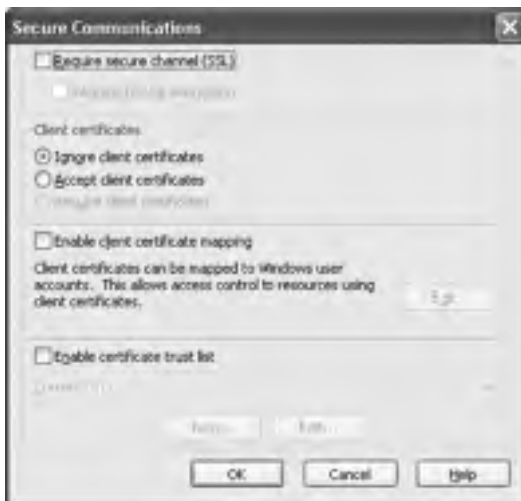 Secure Communications
Require secure channel (SSL)
Client certificates
Ignore client certificates
Accept client certificates
Enable client certificate mapping
Client certificates can be mapped to Windows user
accounts. This allows access control to resources using
client certificates.
Enable certificate trust list
OK Cancel Help